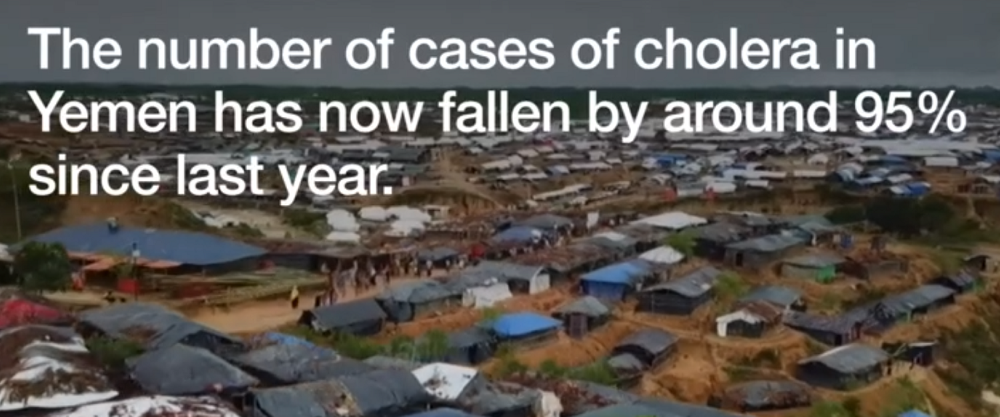 The number of cases of cholera in
Yemen has now fallen by around 95%
since last year.